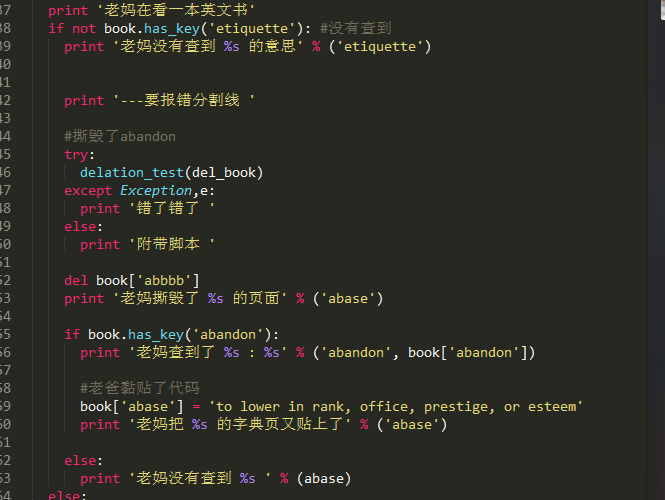 37 print '老妈在看一本英文书'
38 if not book.has_key('etiquette'): #没有查到
39 print '老妈没有查到 %s 的意思' % ('etiquette')
40
41
42 print '---要报错分割线 '
43
44 #撕毁了abandon
45 try:
46 delation_test(del_book)
47 except Exception,e:
48 print '错了错了 '
49 else:
50 print '附带脚本 '
51
52 del book['abbbb']
53 print '老妈撕毁了 %s 的页面' % ('abase')
54
55 if book.has_key('abandon'):
56 print '老妈查到了 %s : %s' % ('abandon', book['abandon'])
57
58 #老爸黏贴了代码
59 book['abase'] = 'to lower in rank, office, prestige, or esteem'
60 print '老妈把 %s 的字典页又贴上了' % ('abase')
61
62 else:
63 print '老妈没有查到 %s ' % (abase)
64 else: